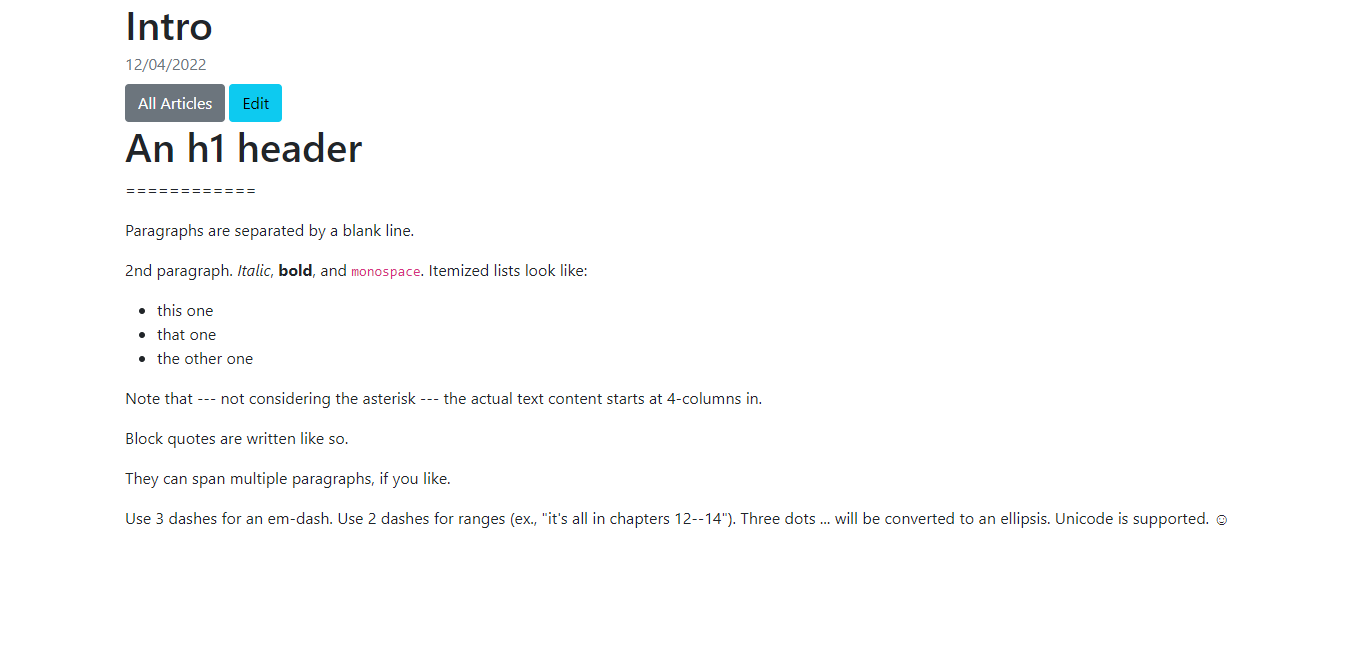 Intro
12/04/2022
All Articles Edit
An h1 header
============
Paragraphs are separated by a blank line.
2nd paragraph. Italic, bold, and monospace. Itemized lists look like:
• this one
• that one
• the other one
Note that --- not considering the asterisk --- the actual text content starts at 4-columns in.
Block quotes are written like so.
They can span multiple paragraphs, if you like.
Use 3 dashes for an em-dash. Use 2 dashes for ranges (ex., "it's all in chapters 12--14"). Three dots ... will be converted to an ellipsis. Unicode is supported. ☺